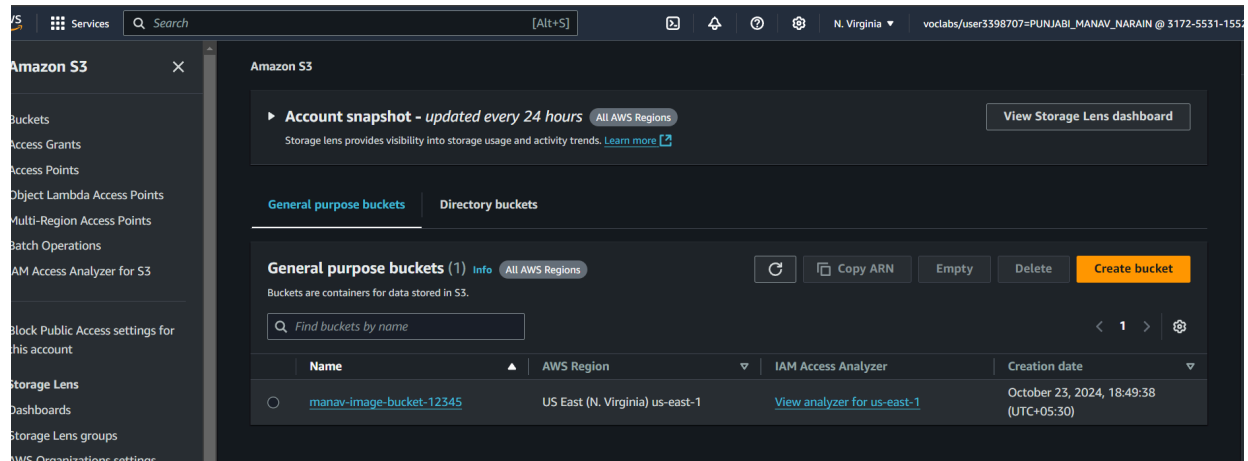 Services
Search
[Alt+S]
N. Virginia
voclabs/user3398707=PUNJABI_MANAV_NARAIN @ 3172-5531-1552
Amazon S3
Buckets
Access Grants
Access Points
Object Lambda Access Points
Multi-Region Access Points
Batch Operations
IAM Access Analyzer for S3
Block Public Access settings for
this account
Storage Lens
Dashboards
Storage Lens groups
AWS Organizations settings
Amazon S3
Account snapshot - updated every 24 hours All AWS Regions
View Storage Lens dashboard
Storage lens provides visibility into storage usage and activity trends. Learn more
General purpose buckets
Directory buckets
General purpose buckets (1) Info All AWS Regions
Copy ARN
Empty
Delete
Create bucket
Buckets are containers for data stored in S3.
Find buckets by name
1
Name
AWS Region
IAM Access Analyzer
Creation date
manav-image-bucket-12345
US East (N. Virginia) us-east-1
View analyzer for us-east-1
October 23, 2024, 18:49:38
(UTC+05:30)